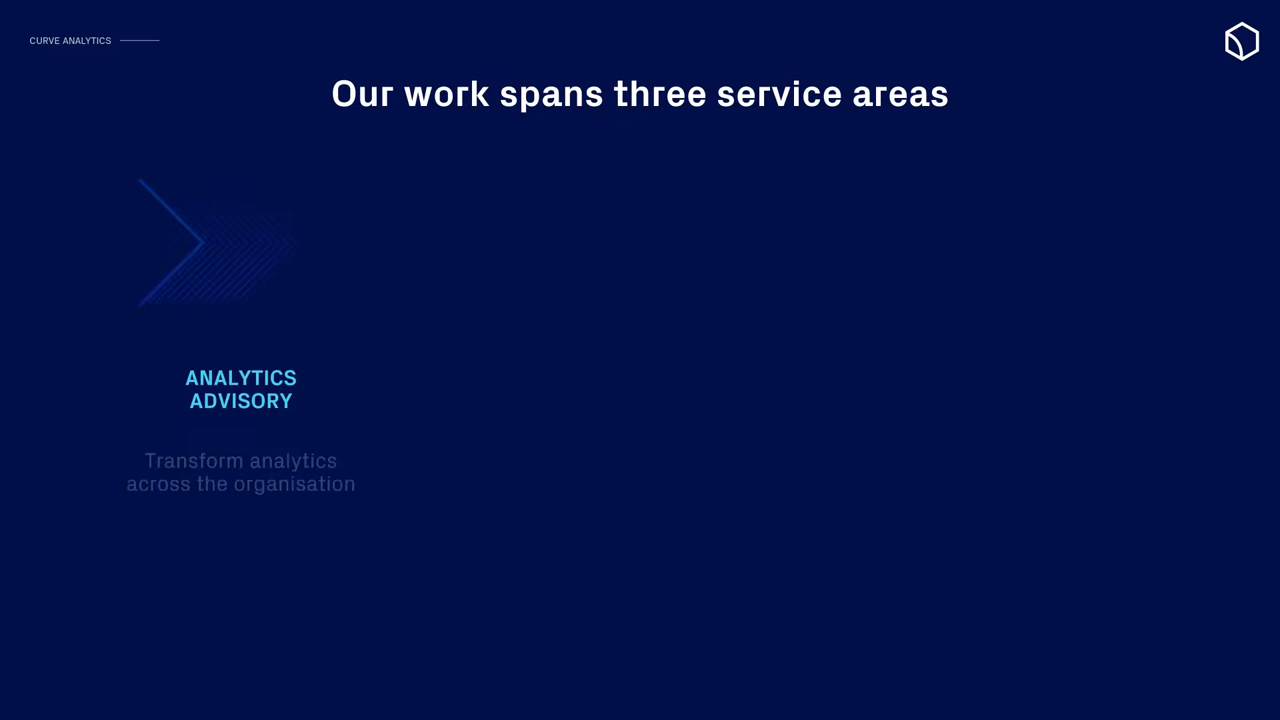 CURVE ANALYTICS
Our work spans three service areas
ANALYTICS
ADVISORY
Transform analytics
across the organisation